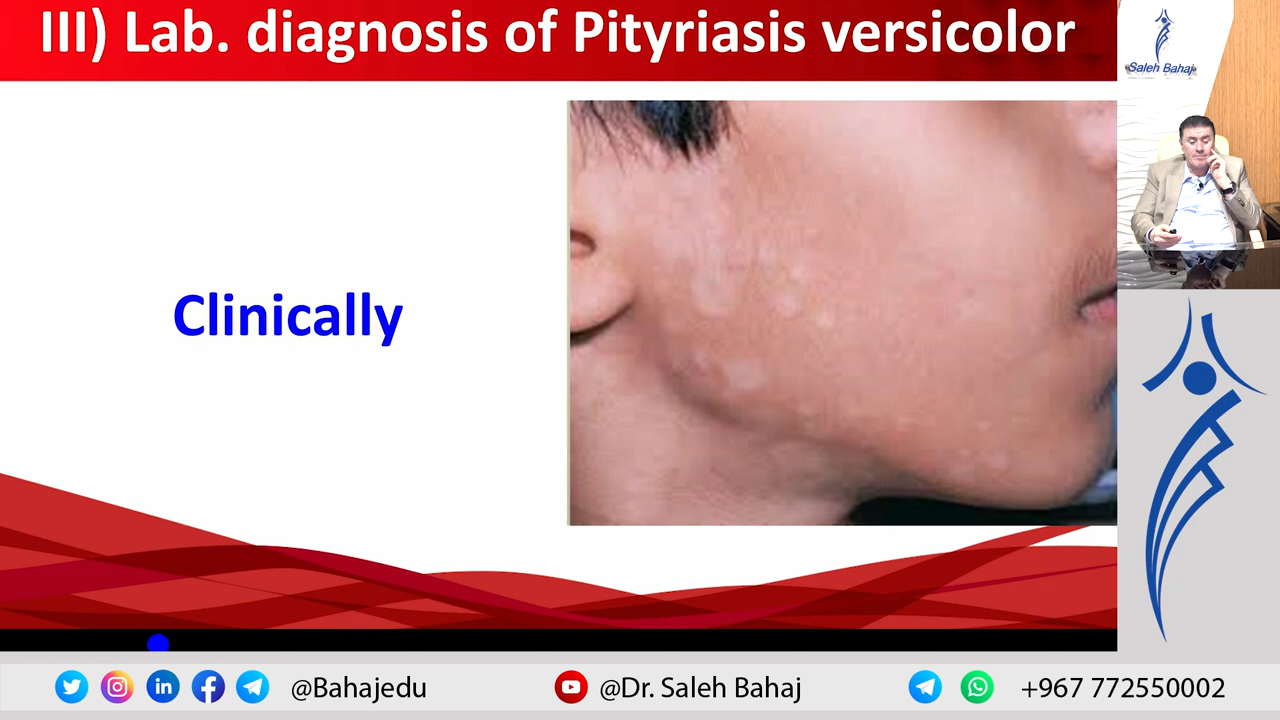 III) Lab. diagnosis of Pityriasis versicolor
Saleh Bahaj
Clinically
@Bahajedu
@Dr. Saleh Bahaj
+967 772550002